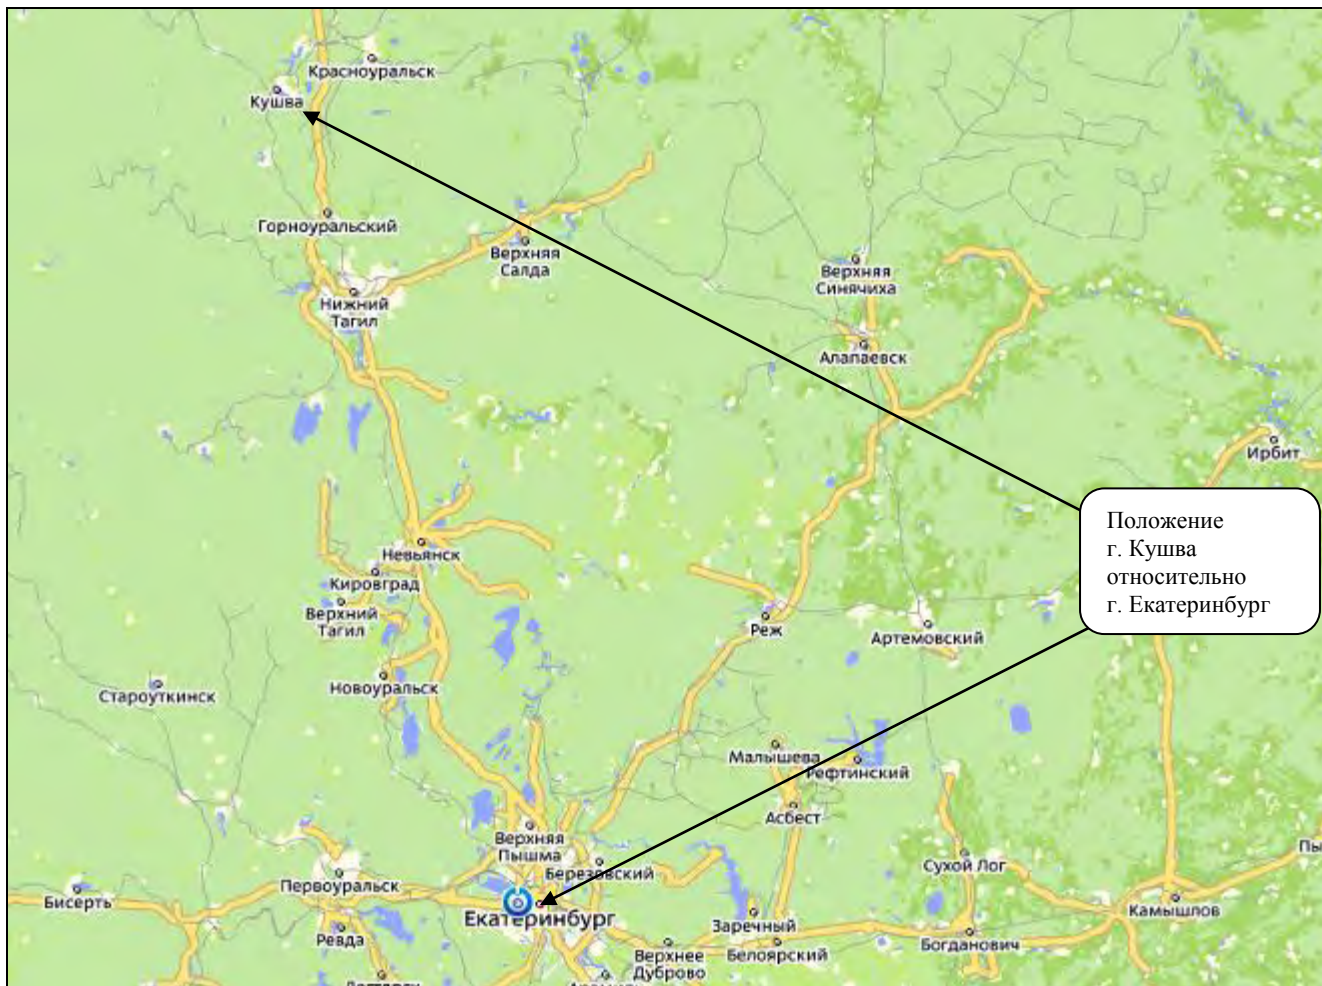 Красноуральск
Кушва
Горноуральский
Верхняя
Салда
Верхняя
Синячиха
Нижний
Тагил
Алапаевск
Ирбит
Положение
г. Кушва
относительно
г. Екатеринбург
Невьянск
Кировград
Верхний
Тагил
Реж
Артемовский
Новоуральск
Староуткинск
Малышева
Рефтинский
Асбест
Верхняя
Пышма
Березовский
Сухой Лог
Пы
Первоуральск
Бисерть
Екатеринбург
Камышлов
Заречный
Ревда
Богданович
Верхнее
Дуброво
Белоярский